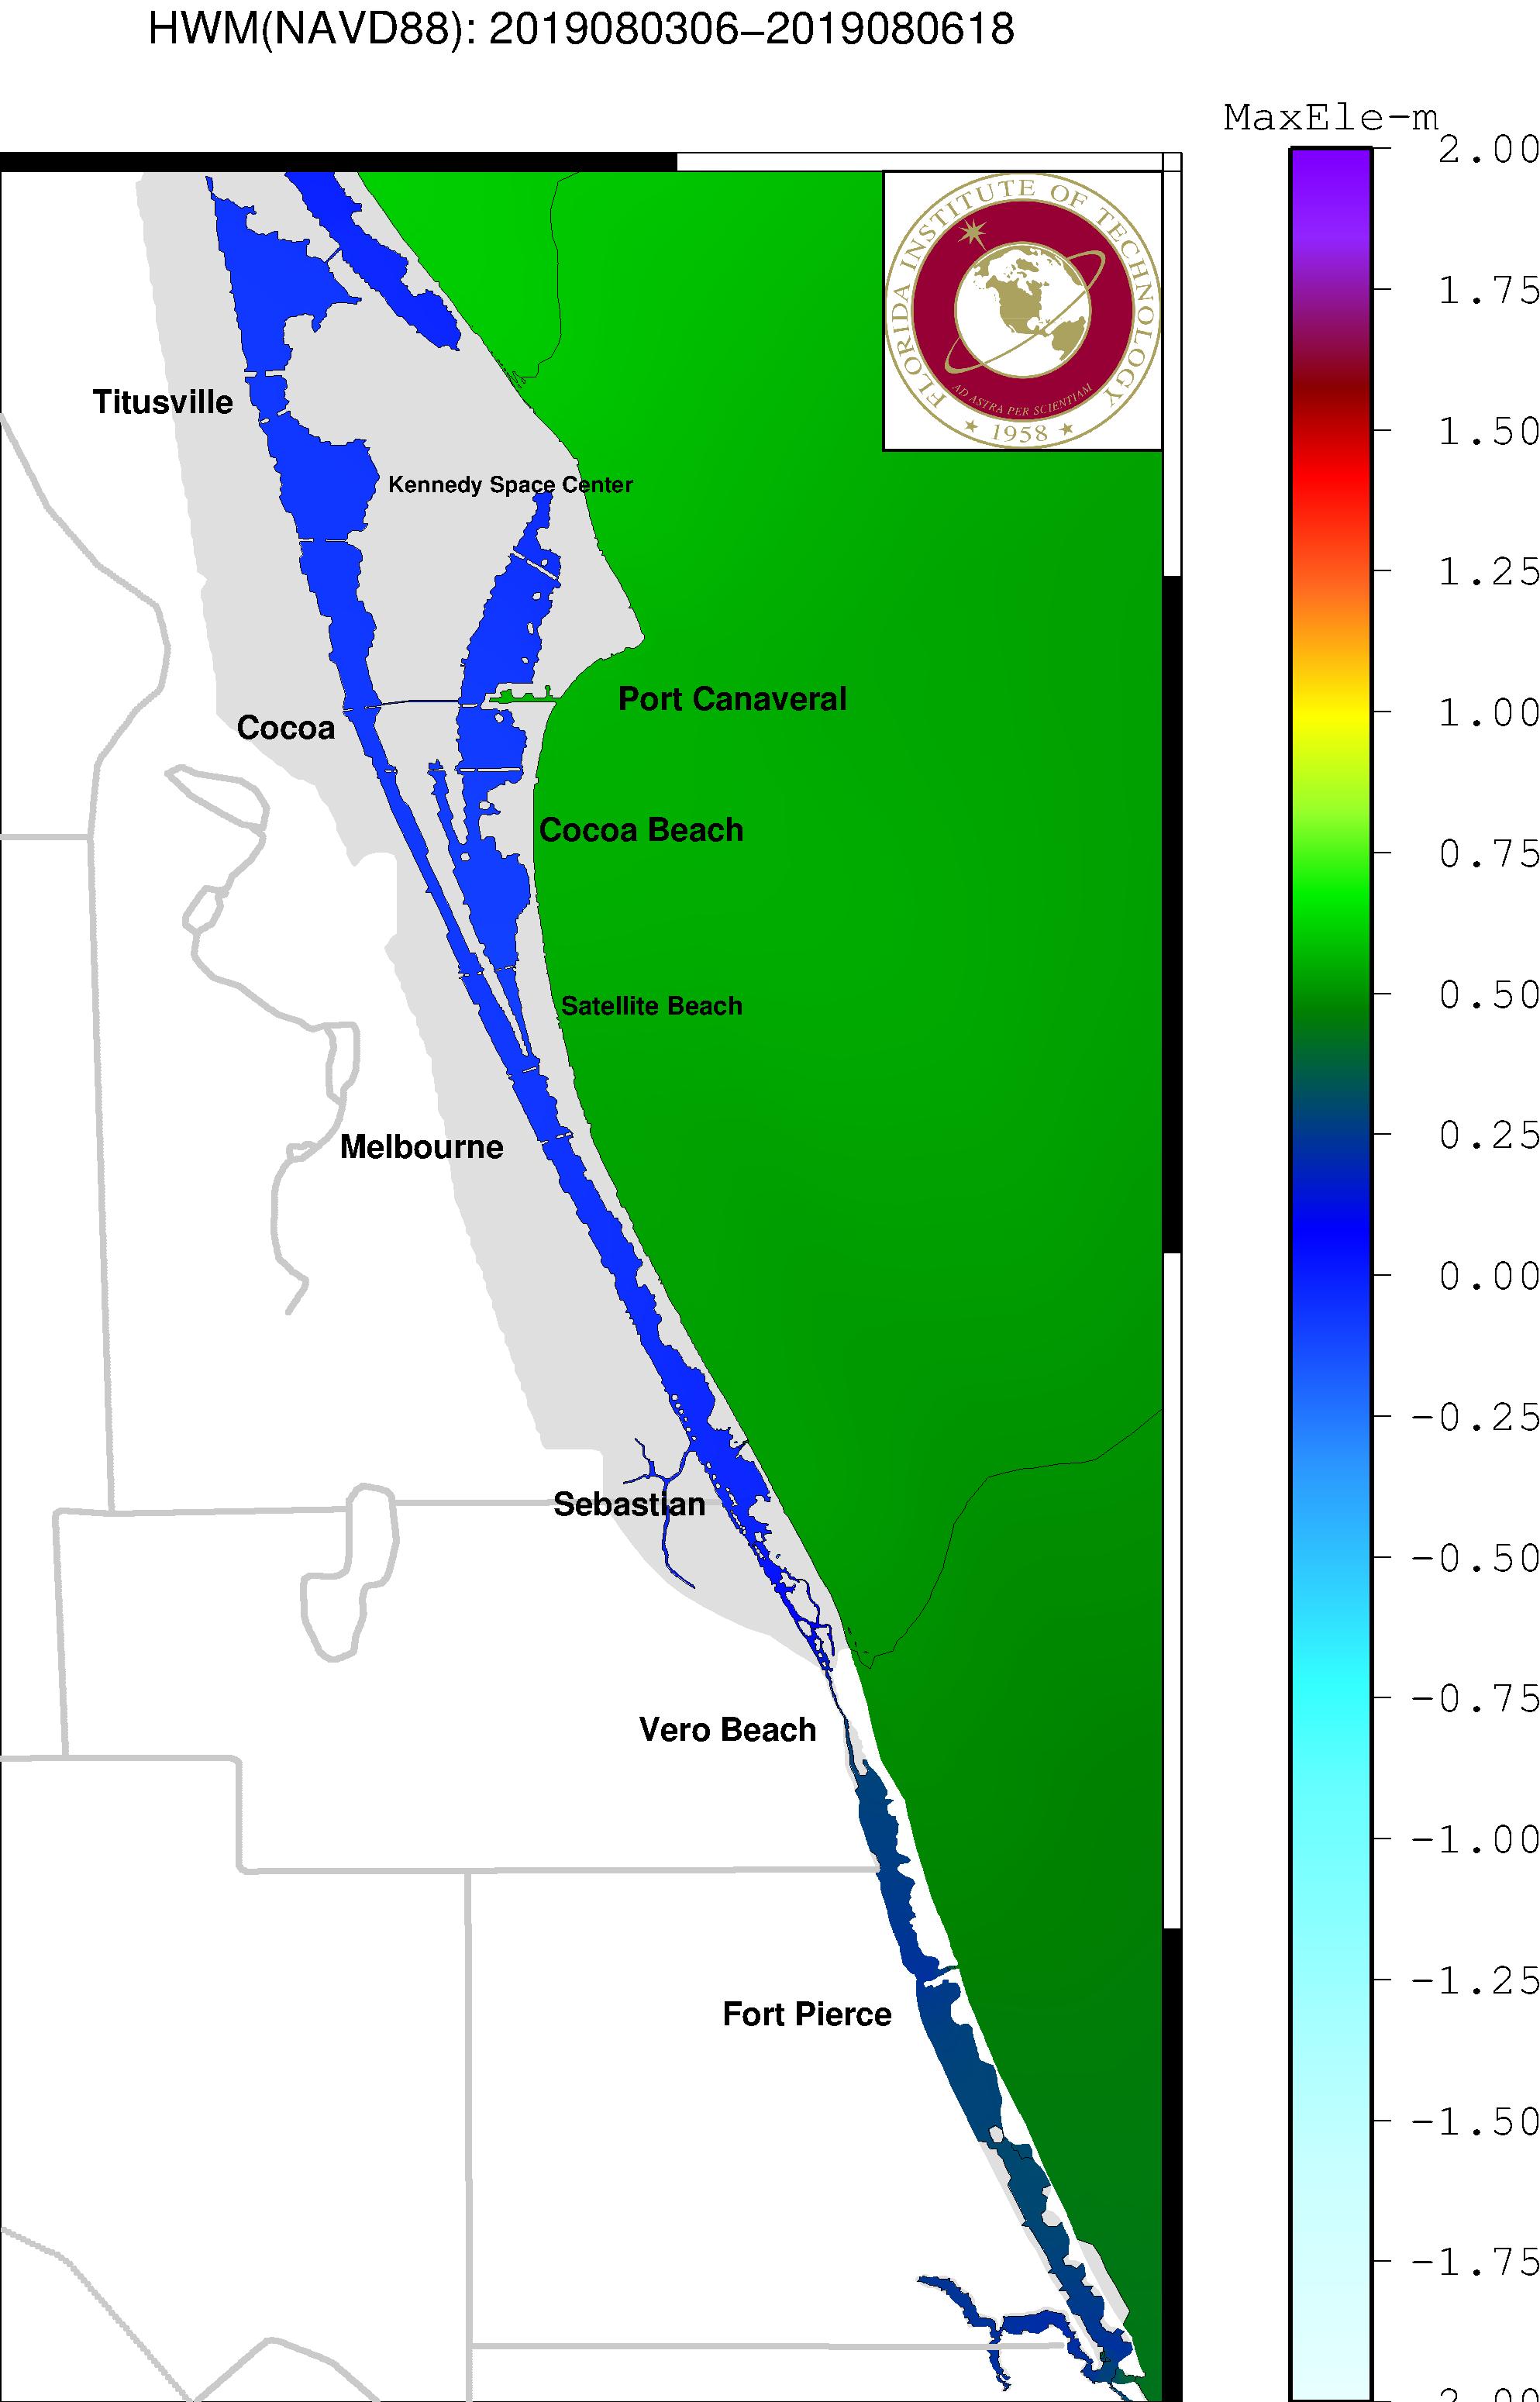 HWM(NAVD88): 2019080306−2019080618
MaxEle-m
2.00
1.75
1.50
1.25
1.00
0.75
0.50
0.25
0.00
-0.25
-0.50
-0.75
-1.00
-1.25
-1.50
-1.75
FLORIDA INSTITUTE OF TECHNOLOGY
AD ASTRA PER SCIENTIAM
1958
Titusville
Kennedy Space Center
Port Canaveral
Cocoa
Cocoa Beach
Satellite Beach
Melbourne
Sebastian
Vero Beach
Fort Pierce